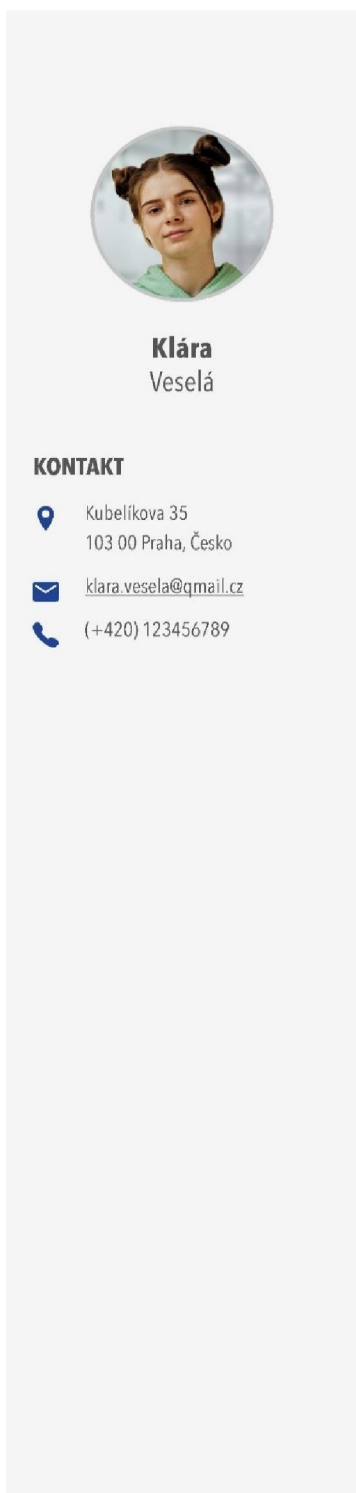 Klára
Veselá
KONTAKT
Kubelíkova 35
103 00 Praha, Česko
klara.vesela@qmail.cz
(+420) 123456789